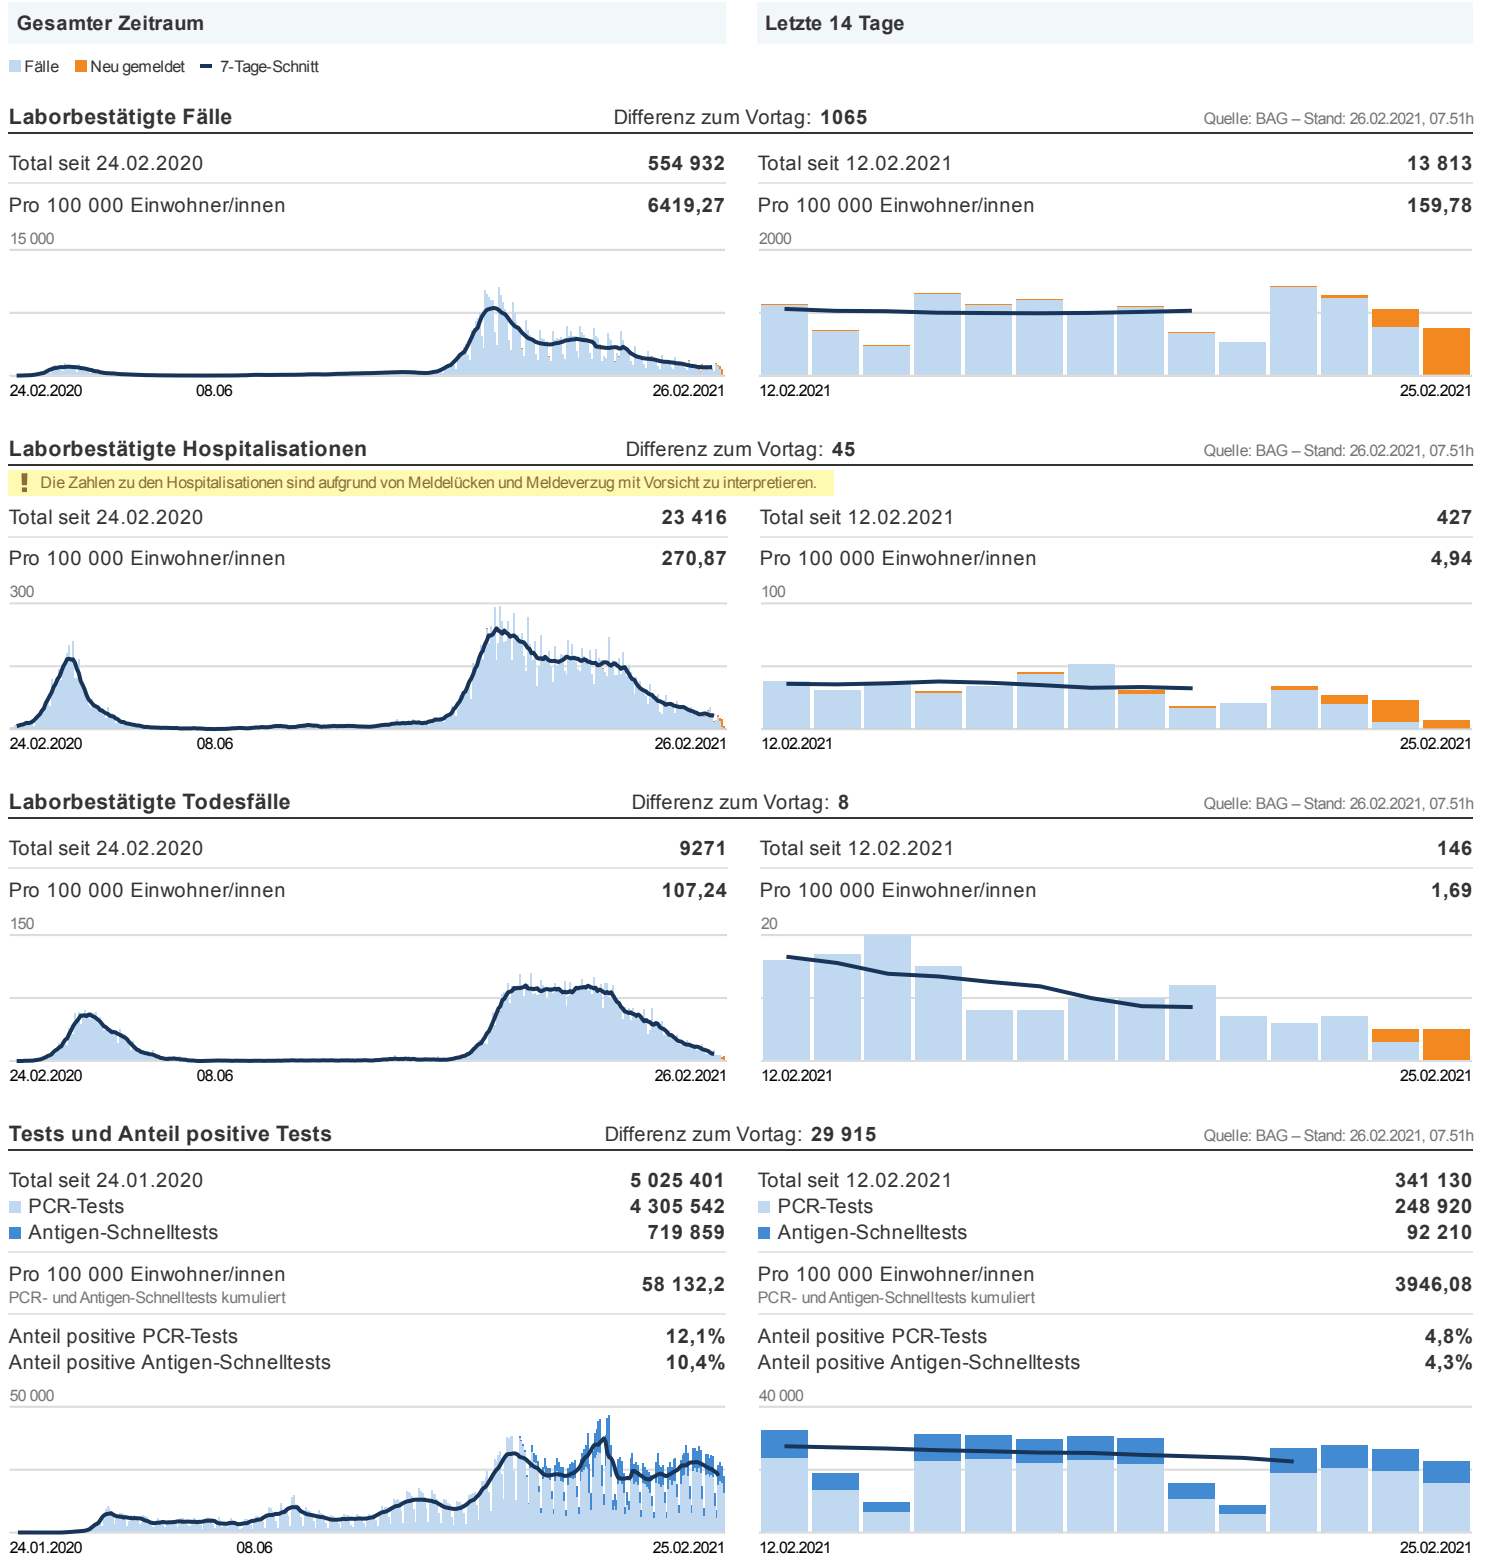 Gesamter Zeitraum
Letzte 14 Tage
Fälle Neu gemeldet 7-Tage-Schnitt
Laborbestätigte Fälle Differenz zum Vortag: 1065 Quelle: BAG – Stand: 26.02.2021, 07.51h
Total seit 24.02.2020 554 932
Pro 100 000 Einwohner/innen 6419,27
15 000
24.02.2020 08.06 26.02.2021
Total seit 12.02.2021 13 813
Pro 100 000 Einwohner/innen 159,78
2000
12.02.2021 25.02.2021
Laborbestätigte Hospitalisationen Differenz zum Vortag: 45 Quelle: BAG – Stand: 26.02.2021, 07.51h
! Die Zahlen zu den Hospitalisationen sind aufgrund von Meldelücken und Meldeverzug mit Vorsicht zu interpretieren.
Total seit 24.02.2020 23 416
Pro 100 000 Einwohner/innen 270,87
300
24.02.2020 08.06 26.02.2021
Total seit 12.02.2021 427
Pro 100 000 Einwohner/innen 4,94
100
12.02.2021 25.02.2021
Laborbestätigte Todesfälle Differenz zum Vortag: 8 Quelle: BAG – Stand: 26.02.2021, 07.51h
Total seit 24.02.2020 9271
Pro 100 000 Einwohner/innen 107,24
150
24.02.2020 08.06 26.02.2021
Total seit 12.02.2021 146
Pro 100 000 Einwohner/innen 1,69
20
12.02.2021 25.02.2021
Tests und Anteil positive Tests Differenz zum Vortag: 29 915 Quelle: BAG – Stand: 26.02.2021, 07.51h
Total seit 24.01.2020 5 025 401
PCR-Tests 4 305 542
Antigen-Schnelltests 719 859
Pro 100 000 Einwohner/innen 58 132,2
PCR- und Antigen-Schnelltests kumuliert
Anteil positive PCR-Tests 12,1%
Anteil positive Antigen-Schnelltests 10,4%
50 000
24.01.2020 08.06 25.02.2021
Total seit 12.02.2021 341 130
PCR-Tests 248 920
Antigen-Schnelltests 92 210
Pro 100 000 Einwohner/innen 3946,08
PCR- und Antigen-Schnelltests kumuliert
Anteil positive PCR-Tests 4,8%
Anteil positive Antigen-Schnelltests 4,3%
40 000
12.02.2021 25.02.2021